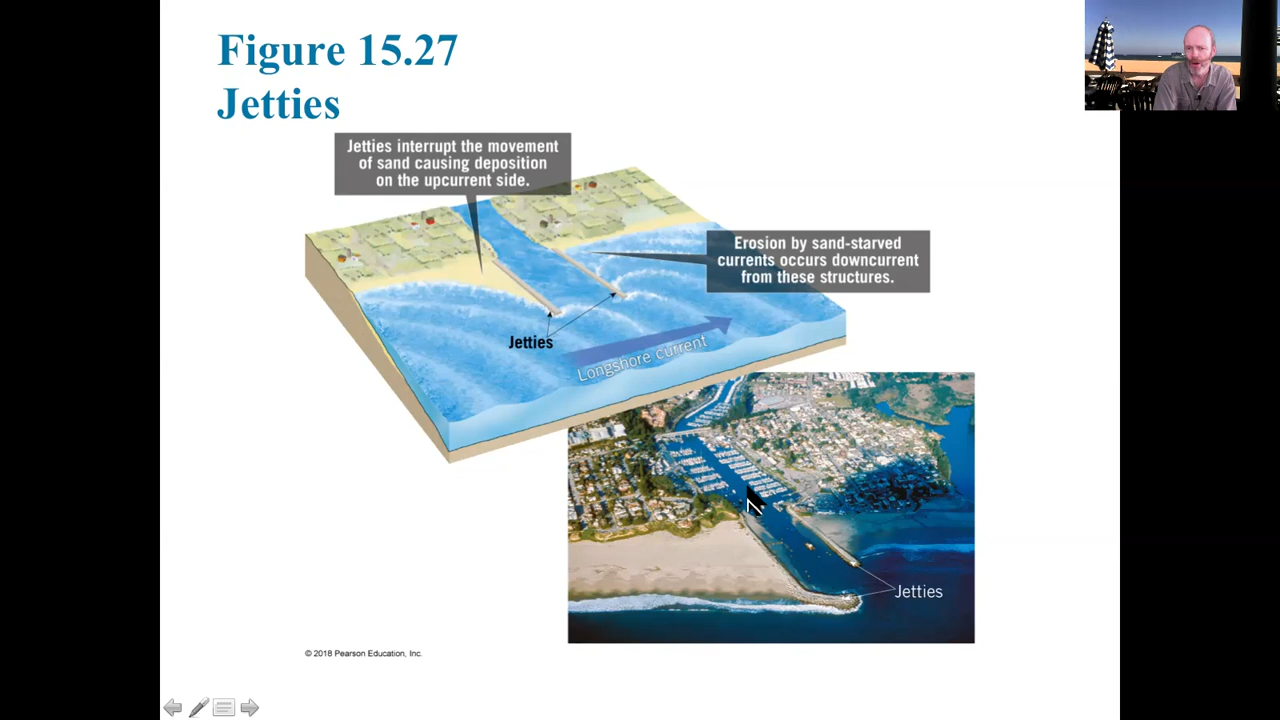 Figure 15.27
Jetties
Jetties interrupt the movement
of sand causing deposition
on the upcurrent side.
Erosion by sand-starved
currents occurs downcurrent
from these structures.
Jetties
Longshore current
Jetties
© 2018 Pearson Education, Inc.